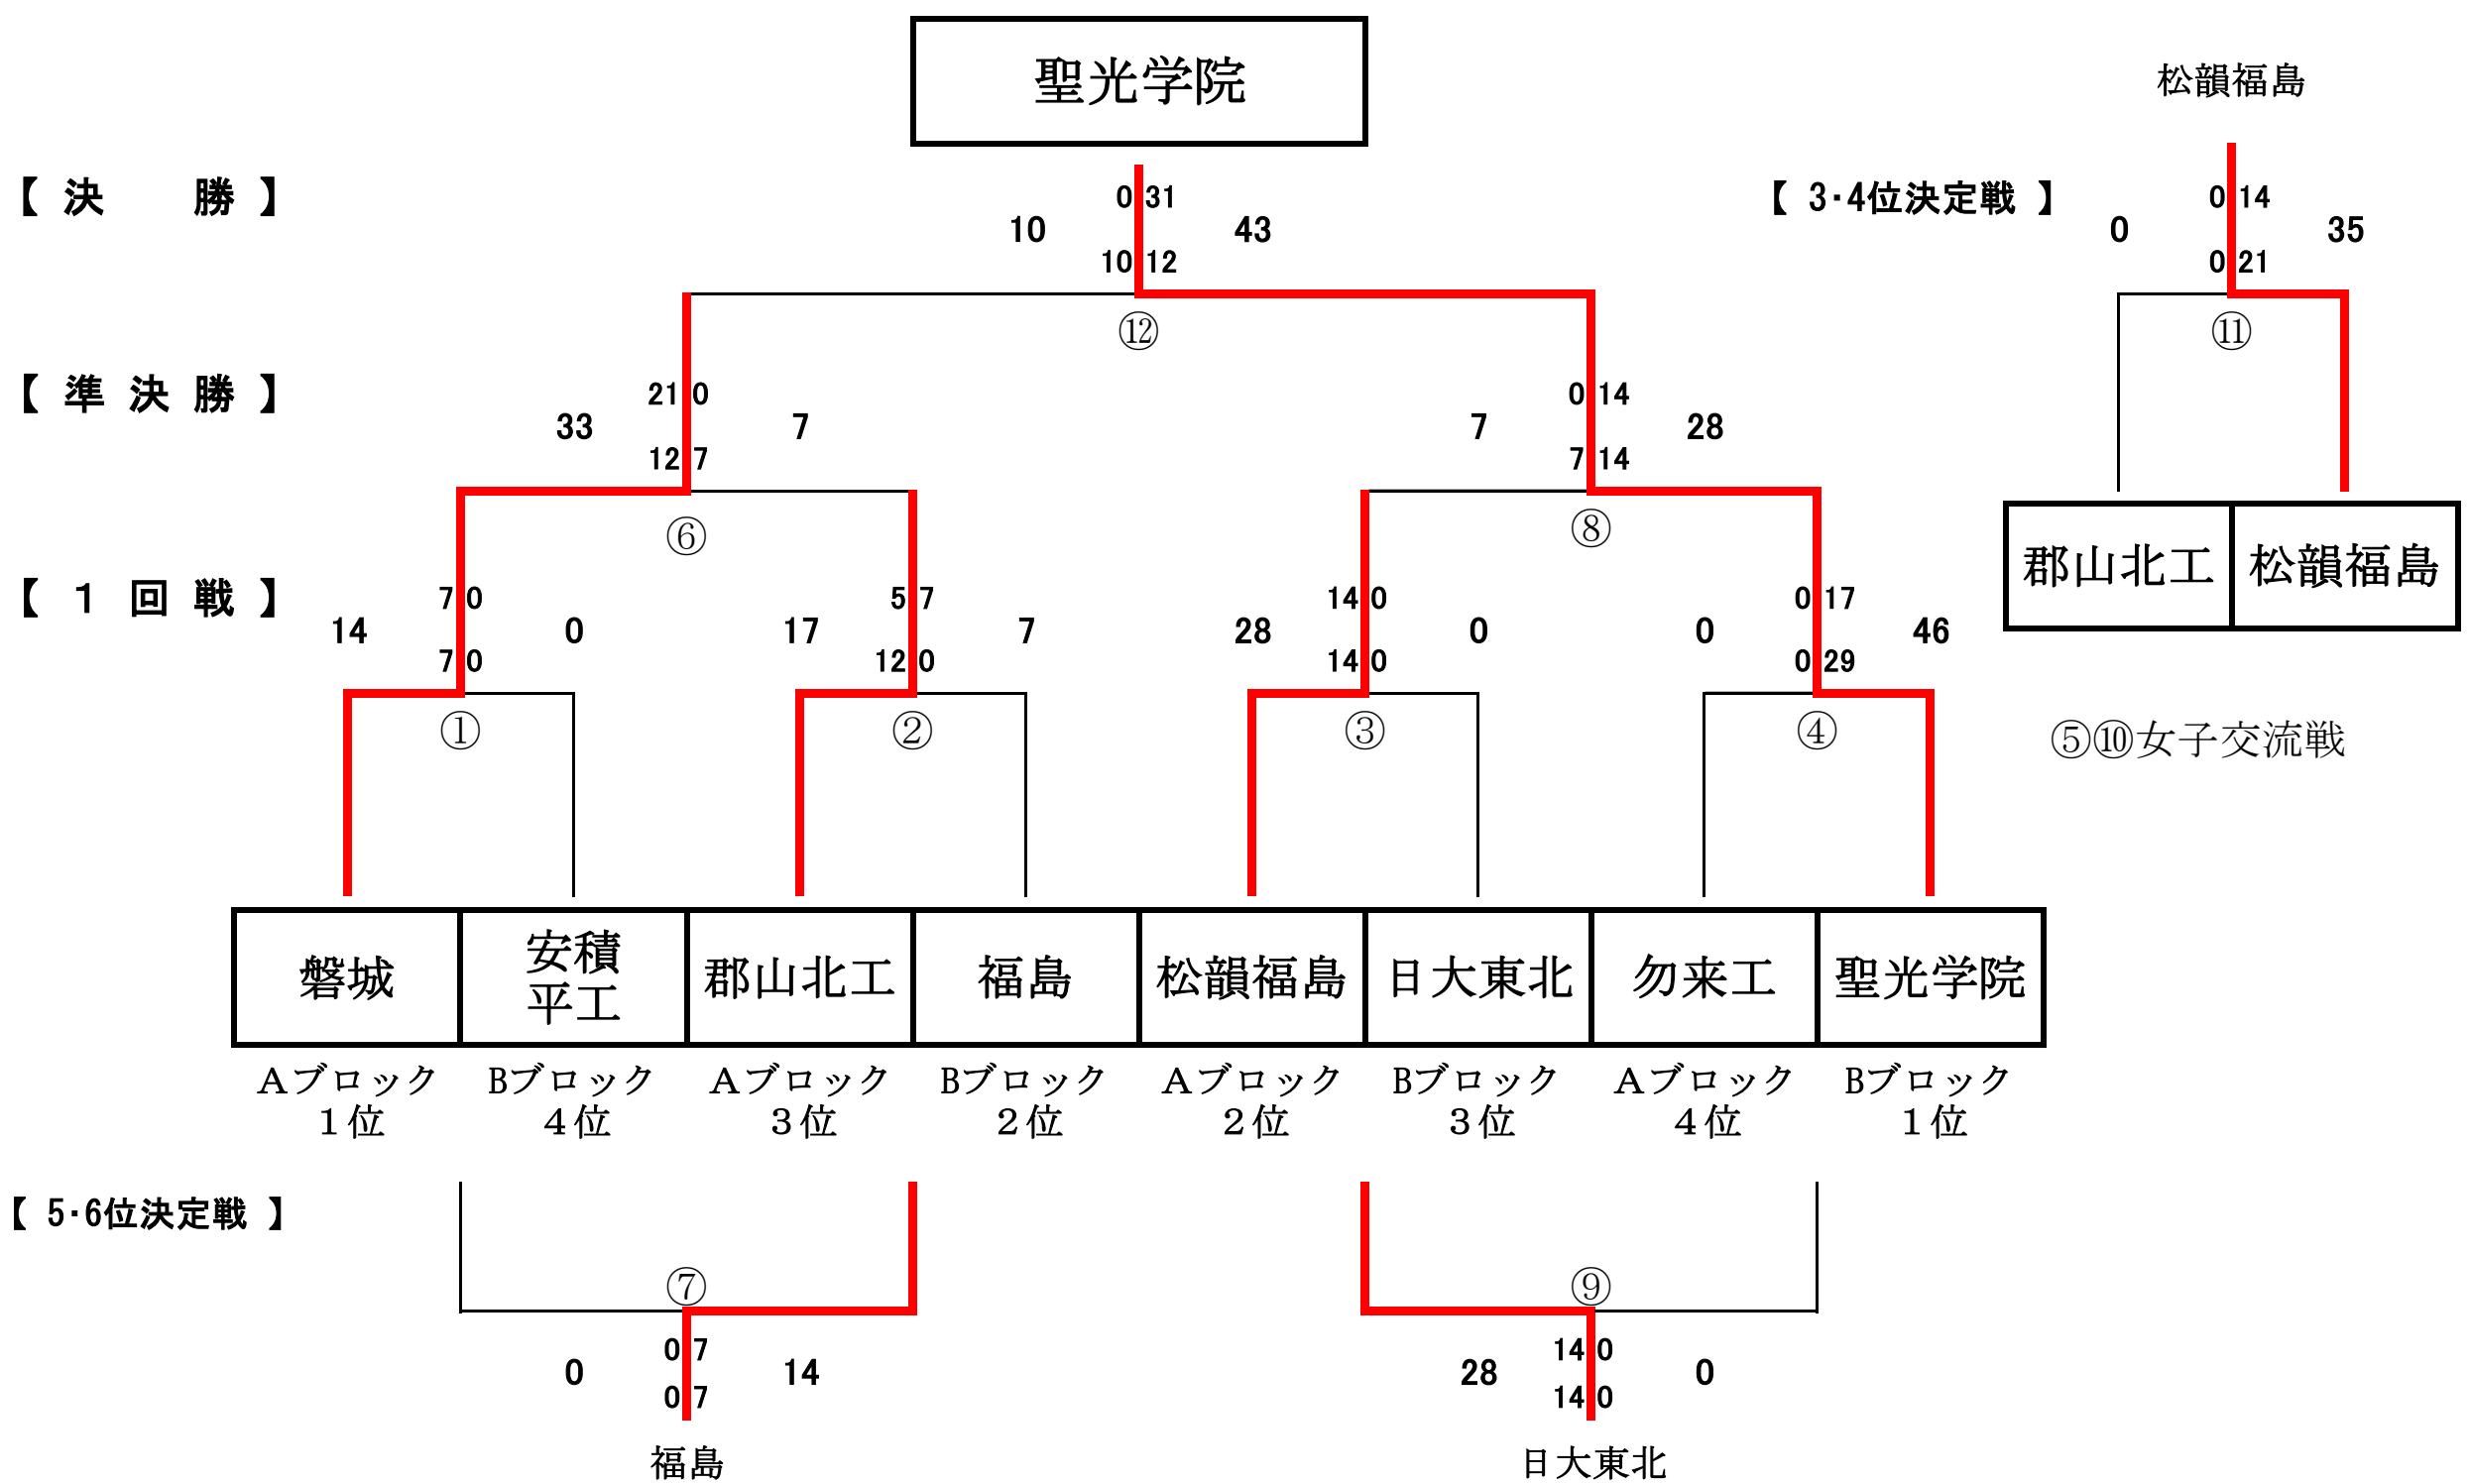 聖光学院
松韻福島
【 決　　勝 】
0 31
10 43
10 12
⑫
【 3・4位決定戦 】
0 14
0 35
0 21
⑪
郡山北工 松韻福島
【 準 決 勝 】
21 0
33 7
12 7
⑥
0 14
7 28
7 14
⑧
【 1 回 戦 】
7 0
14 0
7 0
①
5 7
17 7
12 0
②
14 0
28 0
14 0
③
0 17
0 46
0 29
④
⑤⑩女子交流戦
磐城
安積
平工
郡山北工
福島
松韻福島
日大東北
勿来工
聖光学院
Aブロック
1位
Bブロック
4位
Aブロック
3位
Bブロック
2位
Aブロック
2位
Bブロック
3位
Aブロック
4位
Bブロック
1位
【 5・6位決定戦 】
⑦
0 7
0 14
0 7
福島
⑨
14 0
28 0
14 0
日大東北